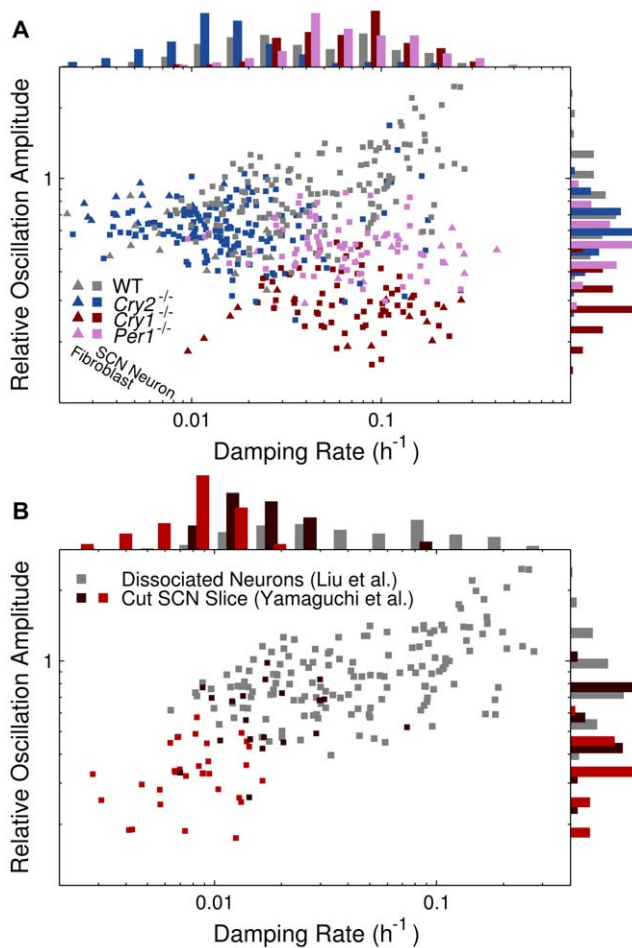 A
Relative Oscillation Amplitude
1
WT
Cry2 -/-
Cry1 -/-
Per1 -/-
SCN Neuron
Fibroblast
0.01 0.1
Damping Rate (h⁻¹)
B
Relative Oscillation Amplitude
1
Dissociated Neurons (Liu et al.)
Cut SCN Slice (Yamaguchi et al.)
0.01 0.1
Damping Rate (h⁻¹)